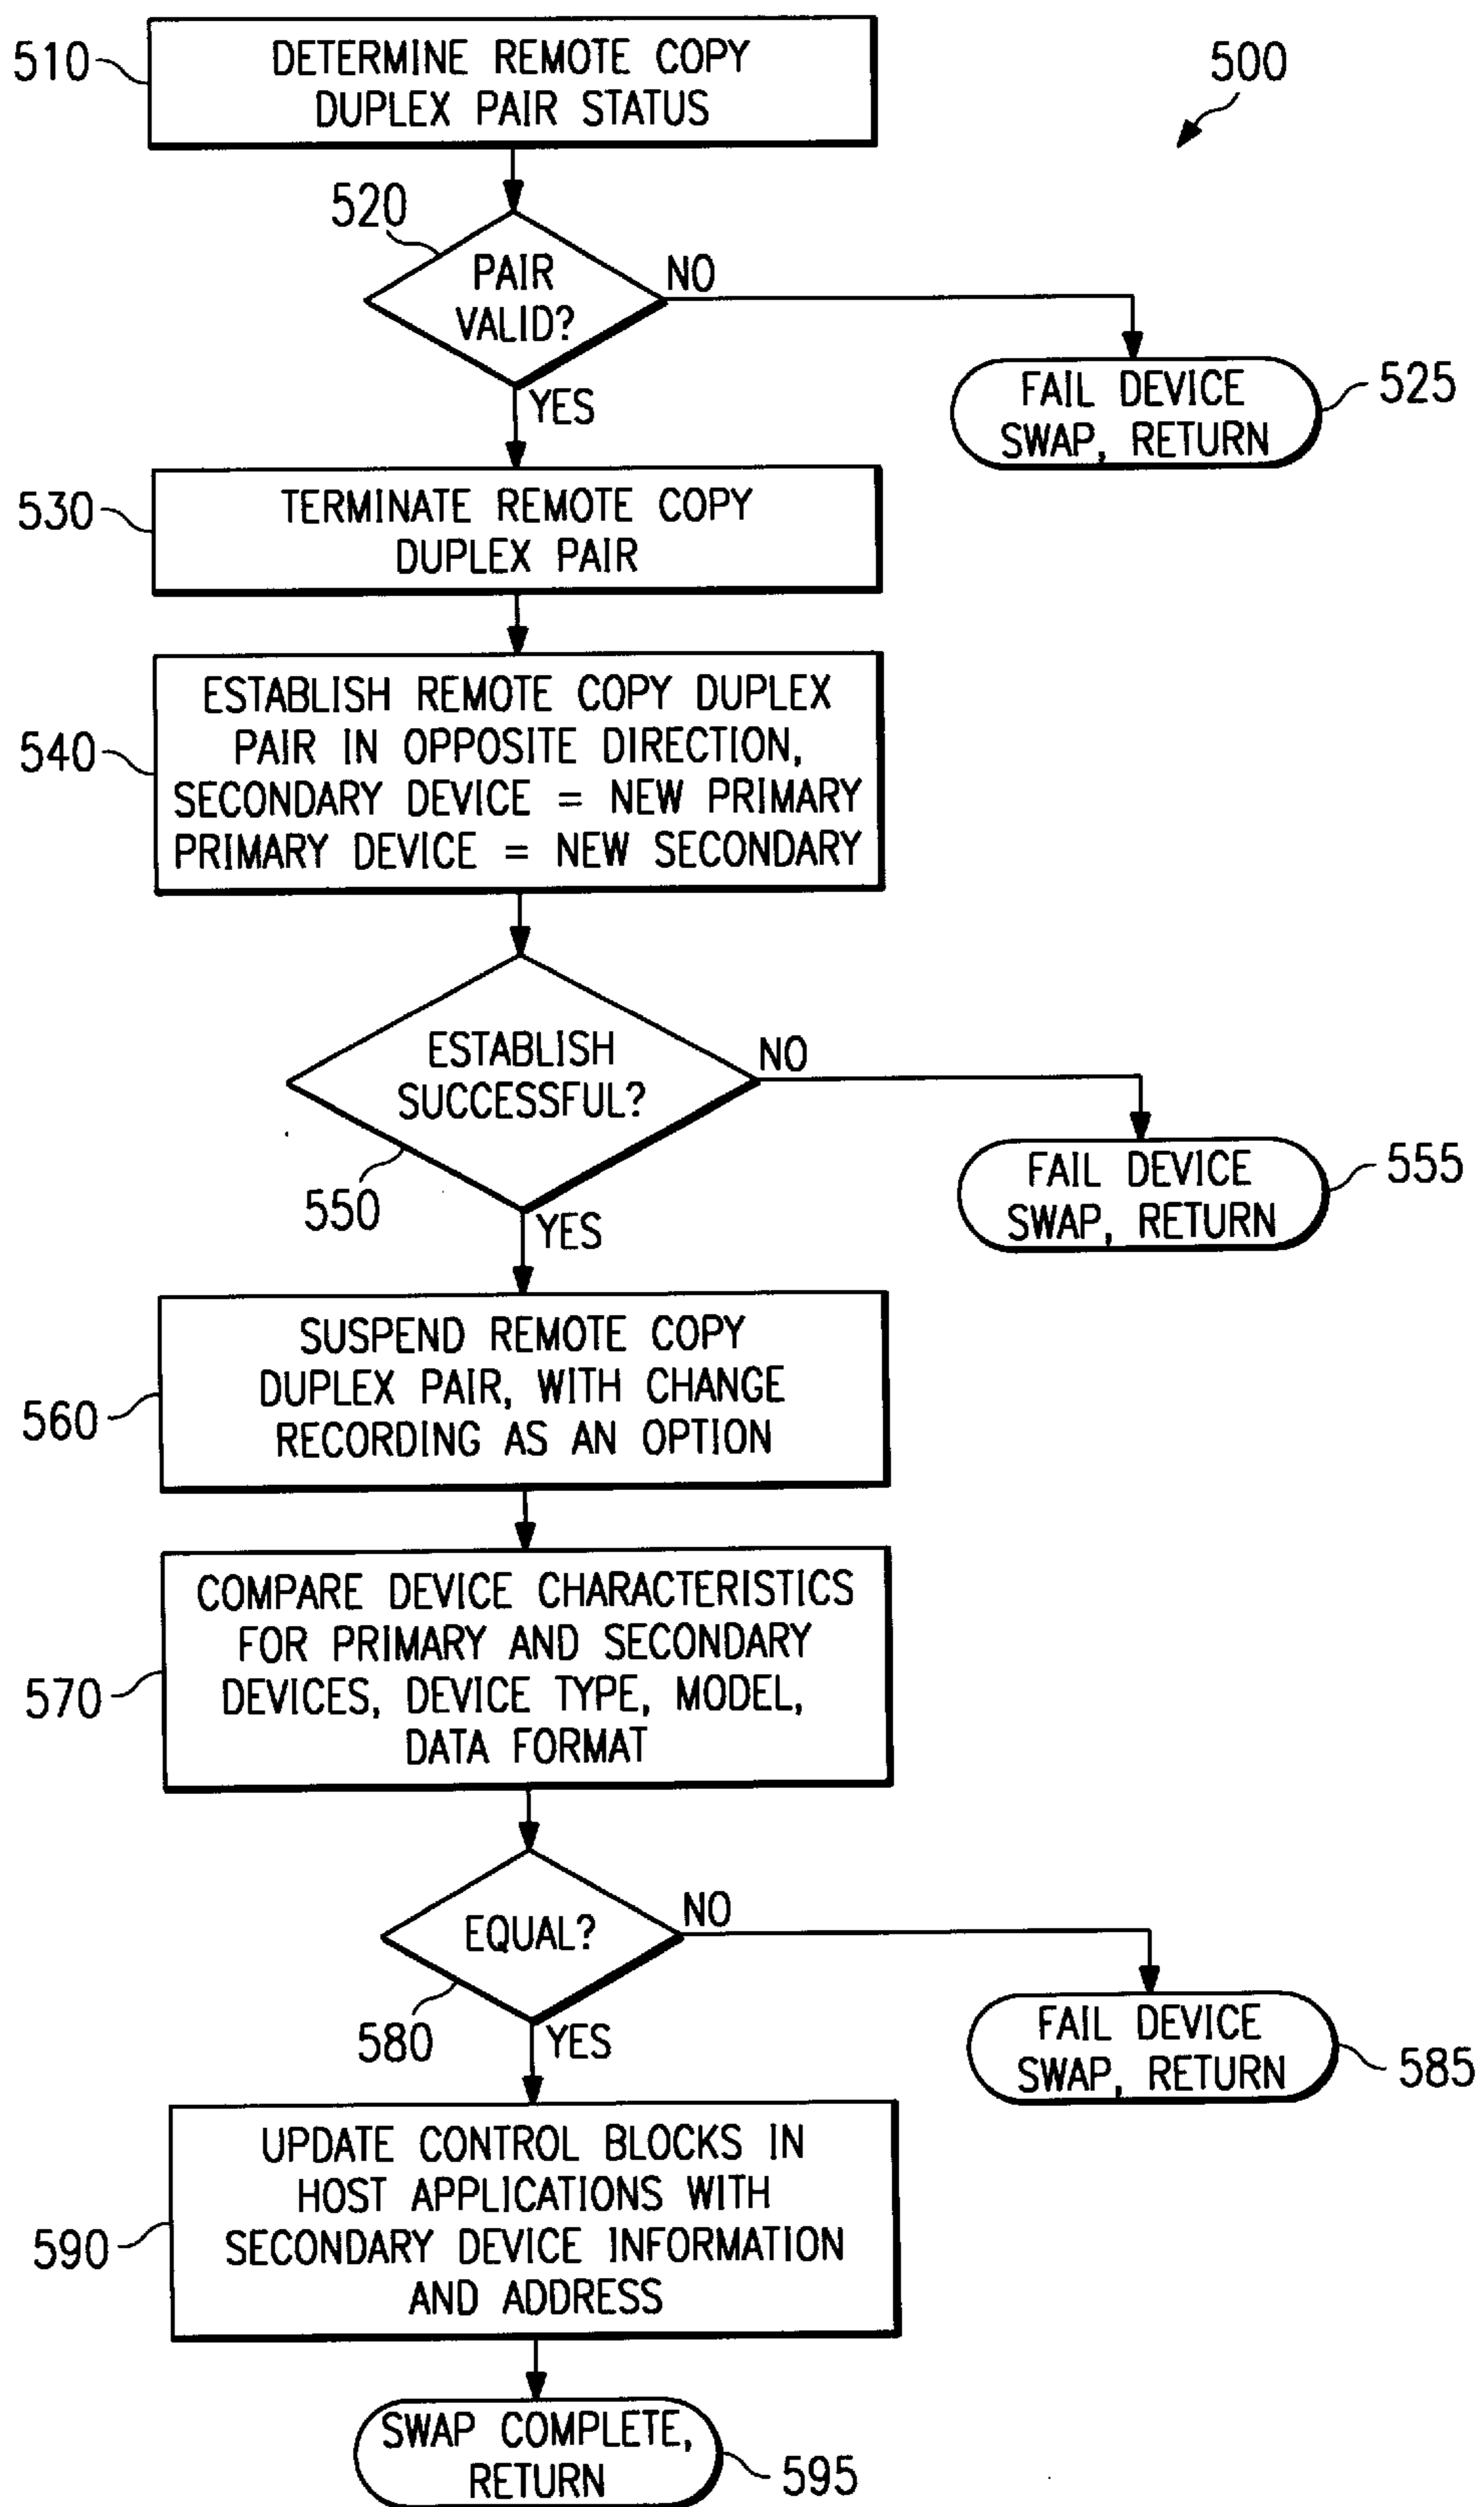 510
DETERMINE REMOTE COPY
DUPLEX PAIR STATUS
500
520
PAIR
VALID?
NO
YES
FAIL DEVICE
SWAP, RETURN
525
530
TERMINATE REMOTE COPY
DUPLEX PAIR
540
ESTABLISH REMOTE COPY DUPLEX
PAIR IN OPPOSITE DIRECTION,
SECONDARY DEVICE = NEW PRIMARY
PRIMARY DEVICE = NEW SECONDARY
ESTABLISH
SUCCESSFUL?
NO
550
YES
FAIL DEVICE
SWAP, RETURN
555
560
SUSPEND REMOTE COPY
DUPLEX PAIR, WITH CHANGE
RECORDING AS AN OPTION
570
COMPARE DEVICE CHARACTERISTICS
FOR PRIMARY AND SECONDARY
DEVICES, DEVICE TYPE, MODEL,
DATA FORMAT
EQUAL?
NO
580
YES
FAIL DEVICE
SWAP, RETURN
585
590
UPDATE CONTROL BLOCKS IN
HOST APPLICATIONS WITH
SECONDARY DEVICE INFORMATION
AND ADDRESS
SWAP COMPLETE,
RETURN
595